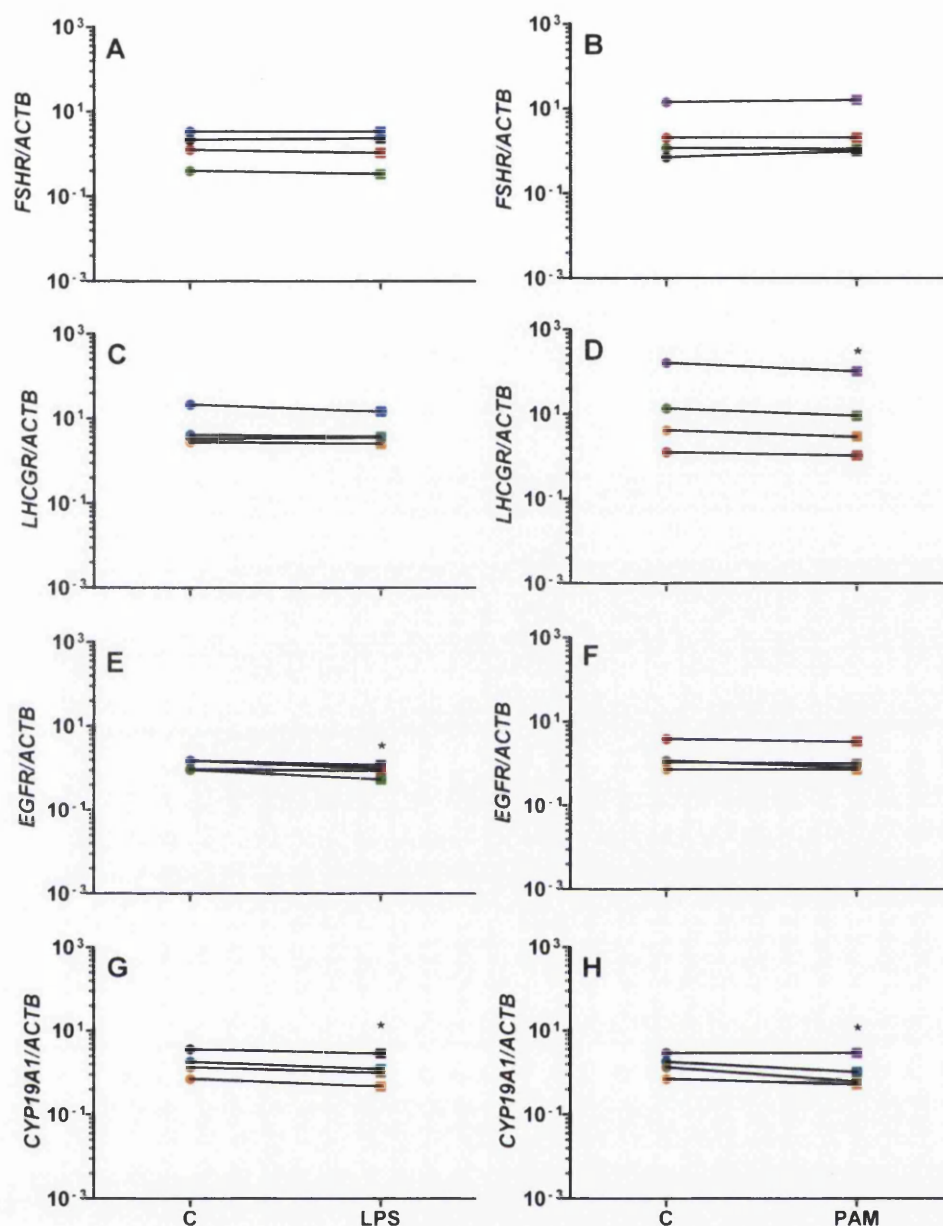 A
FSHR/ACTB
10³
10¹
10⁻¹
10⁻³
B
FSHR/ACTB
10³
10¹
10⁻¹
10⁻³
C
LHCGR/ACTB
10³
10¹
10⁻¹
10⁻³
D
*
LHCGR/ACTB
10³
10¹
10⁻¹
10⁻³
E
*
EGFR/ACTB
10³
10¹
10⁻¹
10⁻³
F
EGFR/ACTB
10³
10¹
10⁻¹
10⁻³
G
*
CYP19A1/ACTB
10³
10¹
10⁻¹
10⁻³
C LPS
H
*
CYP19A1/ACTB
10³
10¹
10⁻¹
10⁻³
C PAM